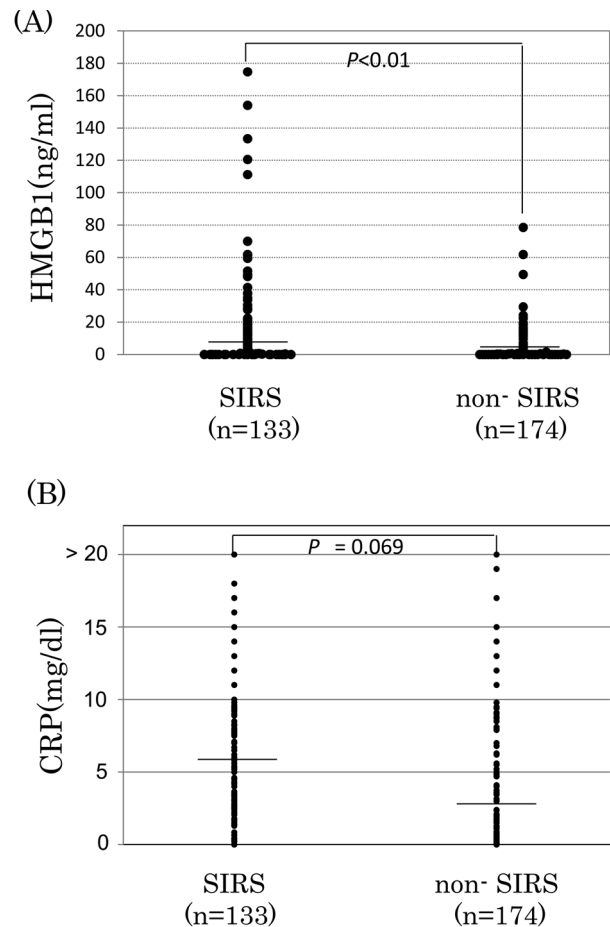 (A)
P<0.01
HMGB1(ng/ml)
200
180
160
140
120
100
80
60
40
20
0
SIRS
(n=133)
non- SIRS
(n=174)
(B)
P = 0.069
CRP(mg/dl)
> 20
15
10
5
0
SIRS
(n=133)
non- SIRS
(n=174)